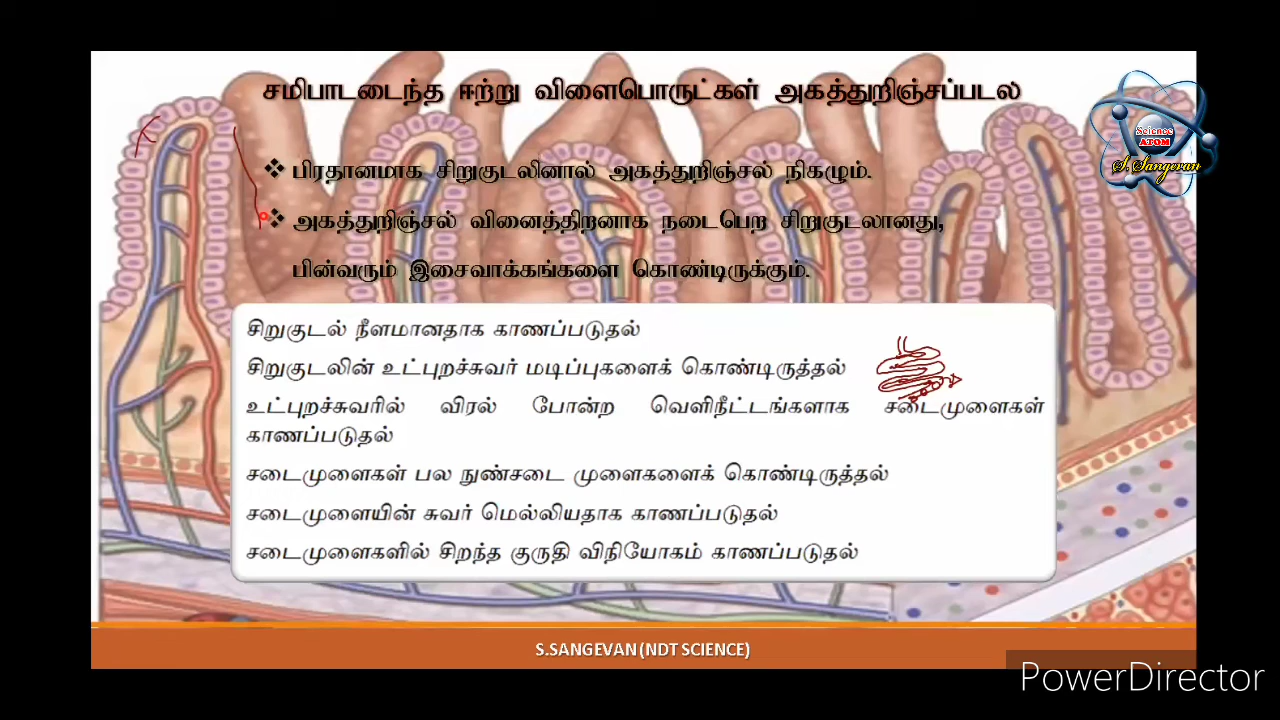 சமிபாடடைந்த ஈற்று விளைபொருட்கள் அகத்துறிஞ்சப்படல்
Science
ATOM
S.Sangevan
❖ பிரதானமாக சிறுகுடலினால் அகத்துறிஞ்சல் நிகழும்.
❖ அகத்துறிஞ்சல் வினைத்திறனாக நடைபெற சிறுகுடலானது,
பின்வரும் இசைவாக்கங்களை கொண்டிருக்கும்.
சிறுகுடல் நீளமானதாக காணப்படுதல்
சிறுகுடலின் உட்புறச்சுவர் மடிப்புகளைக் கொண்டிருத்தல்
உட்புறச்சுவரில் விரல் போன்ற வெளிநீட்டங்களாக சடைமுளைகள்
காணப்படுதல்
சடைமுளைகள் பல நுண்சடை முளைகளைக் கொண்டிருத்தல்
சடைமுளையின் சுவர் மெல்லியதாக காணப்படுதல்
சடைமுளைகளில் சிறந்த குருதி விநியோகம் காணப்படுதல்
S.SANGEVAN (NDT SCIENCE)
PowerDirector